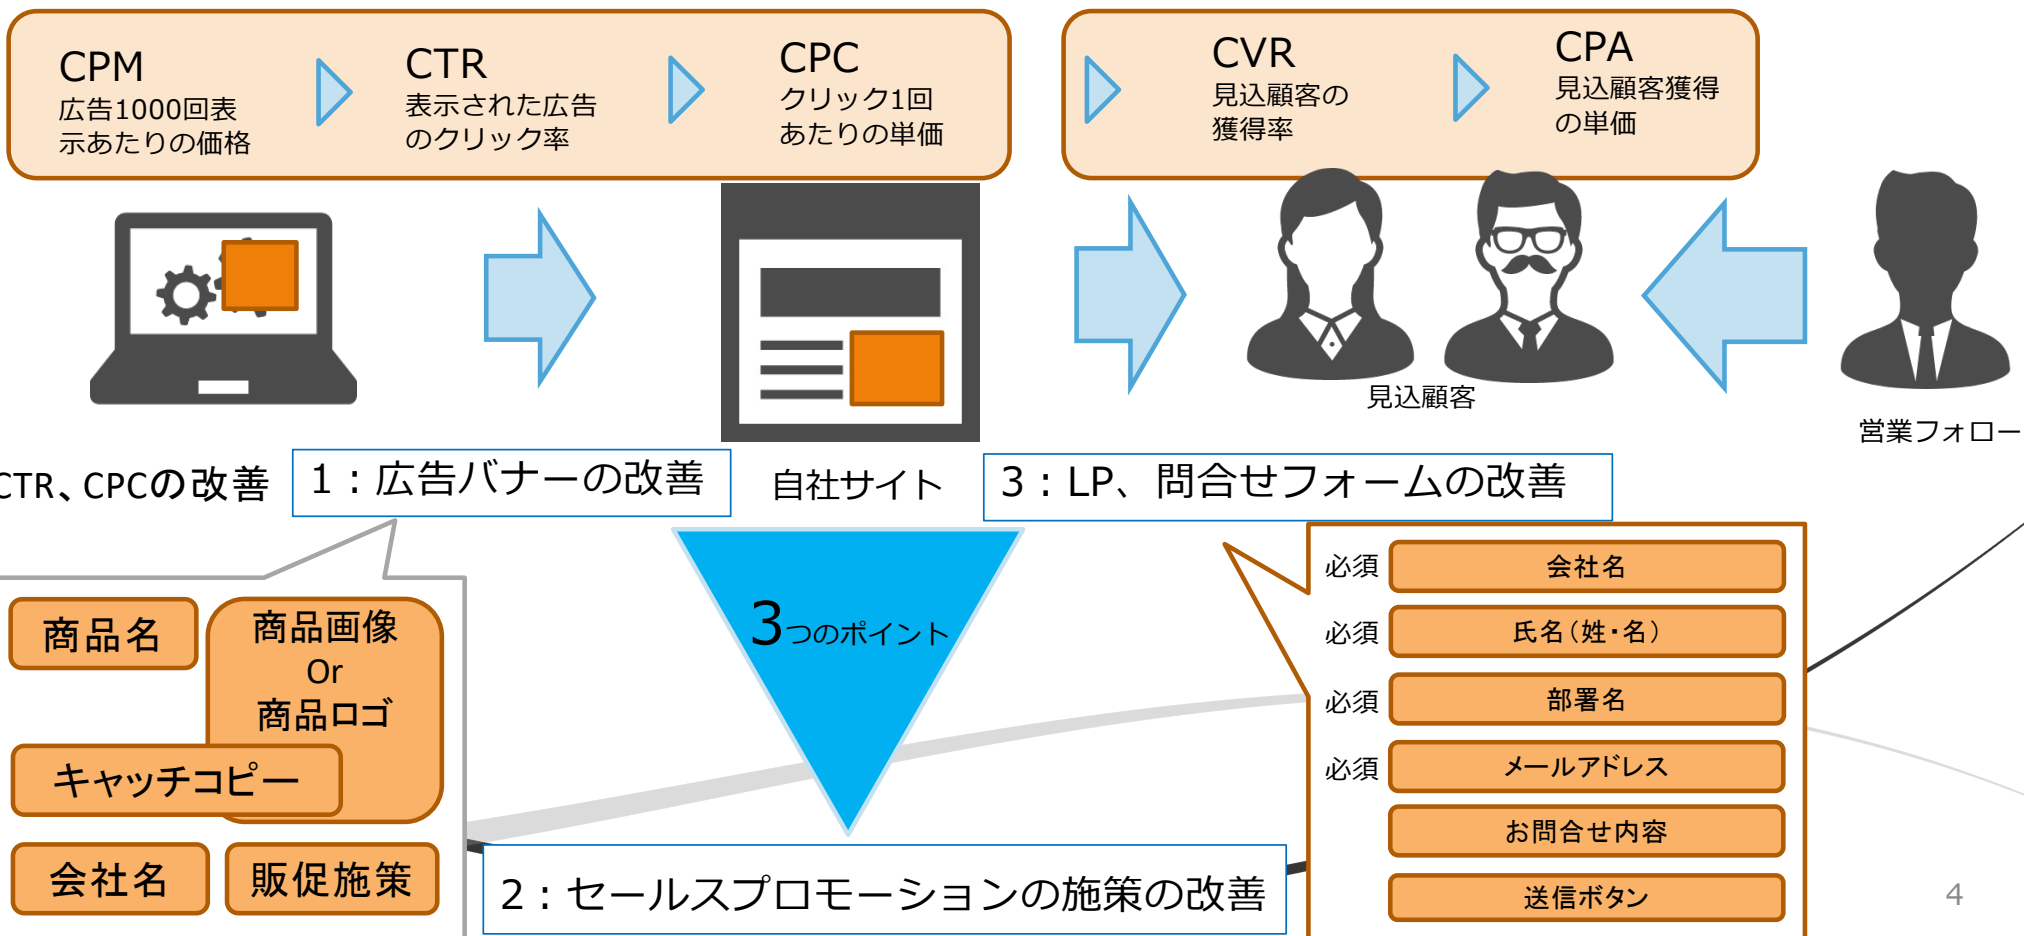 CPM
広告1000回表
示あたりの価格
CTR
表示された広告
のクリック率
CPC
クリック1回
あたりの単価
CVR
見込顧客の
獲得率
CPA
見込顧客獲得
の単価
見込顧客
営業フォロー
CTR、CPCの改善
1：広告バナーの改善
自社サイト
3：LP、問合せフォームの改善
3つのポイント
商品名
商品画像
Or
商品ロゴ
キャッチコピー
会社名
販促施策
2：セールスプロモーションの施策の改善
必須 会社名
必須 氏名（姓・名）
必須 部署名
必須 メールアドレス
お問合せ内容
送信ボタン
4